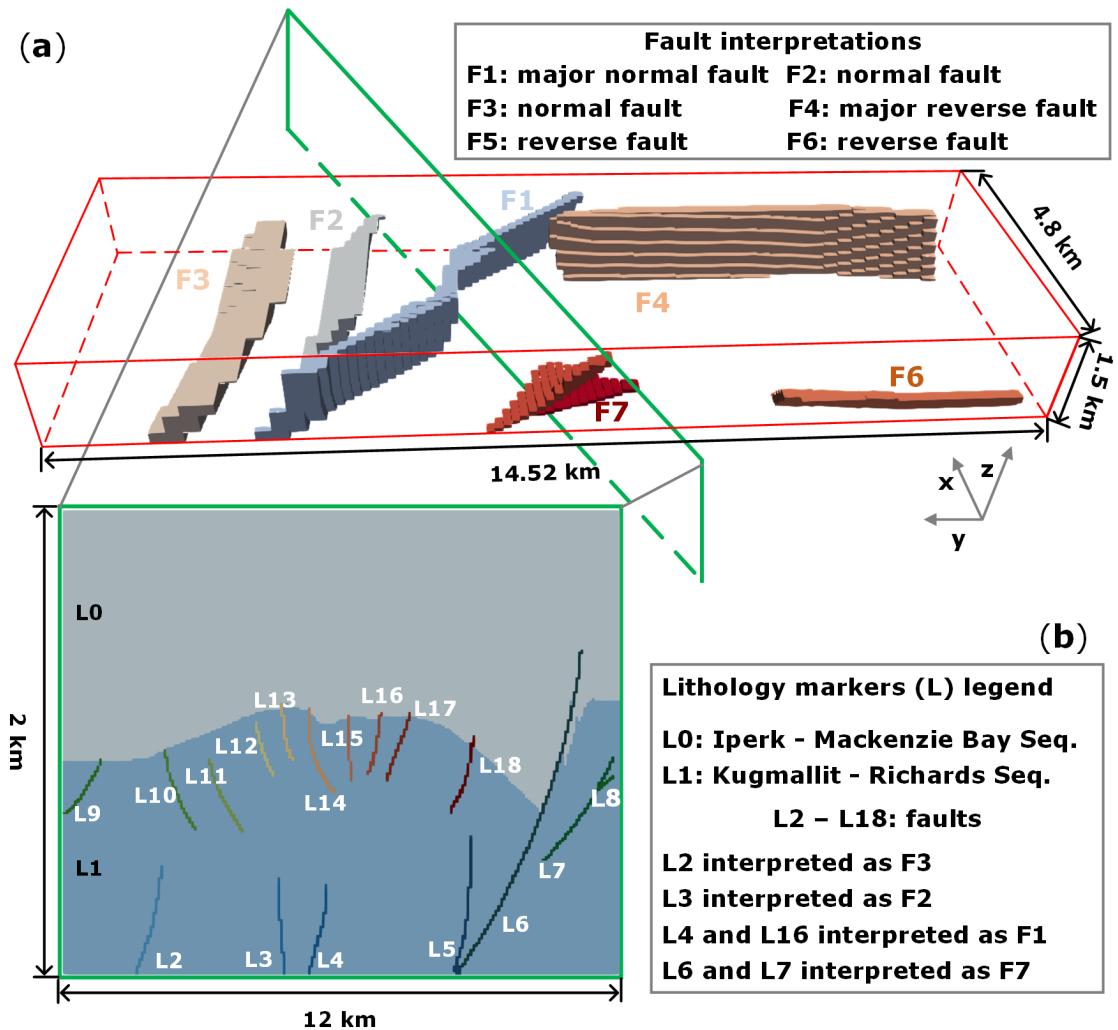 (a)
Fault interpretations
F1: major normal fault F2: normal fault
F3: normal fault F4: major reverse fault
F5: reverse fault F6: reverse fault
F1
F2
F3
F4
4.8 km
1.5 km
F6
F7
14.52 km
x
z
y
L0
2 km
L13
L16
L17
L12
L15
L11
L18
L10
L14
L9
L8
L1
L7
L6
L5
L2
L3
L4
12 km
(b)
Lithology markers (L) legend
L0: Iperk - Mackenzie Bay Seq.
L1: Kugmallit - Richards Seq.
L2 – L18: faults
L2 interpreted as F3
L3 interpreted as F2
L4 and L16 interpreted as F1
L6 and L7 interpreted as F7